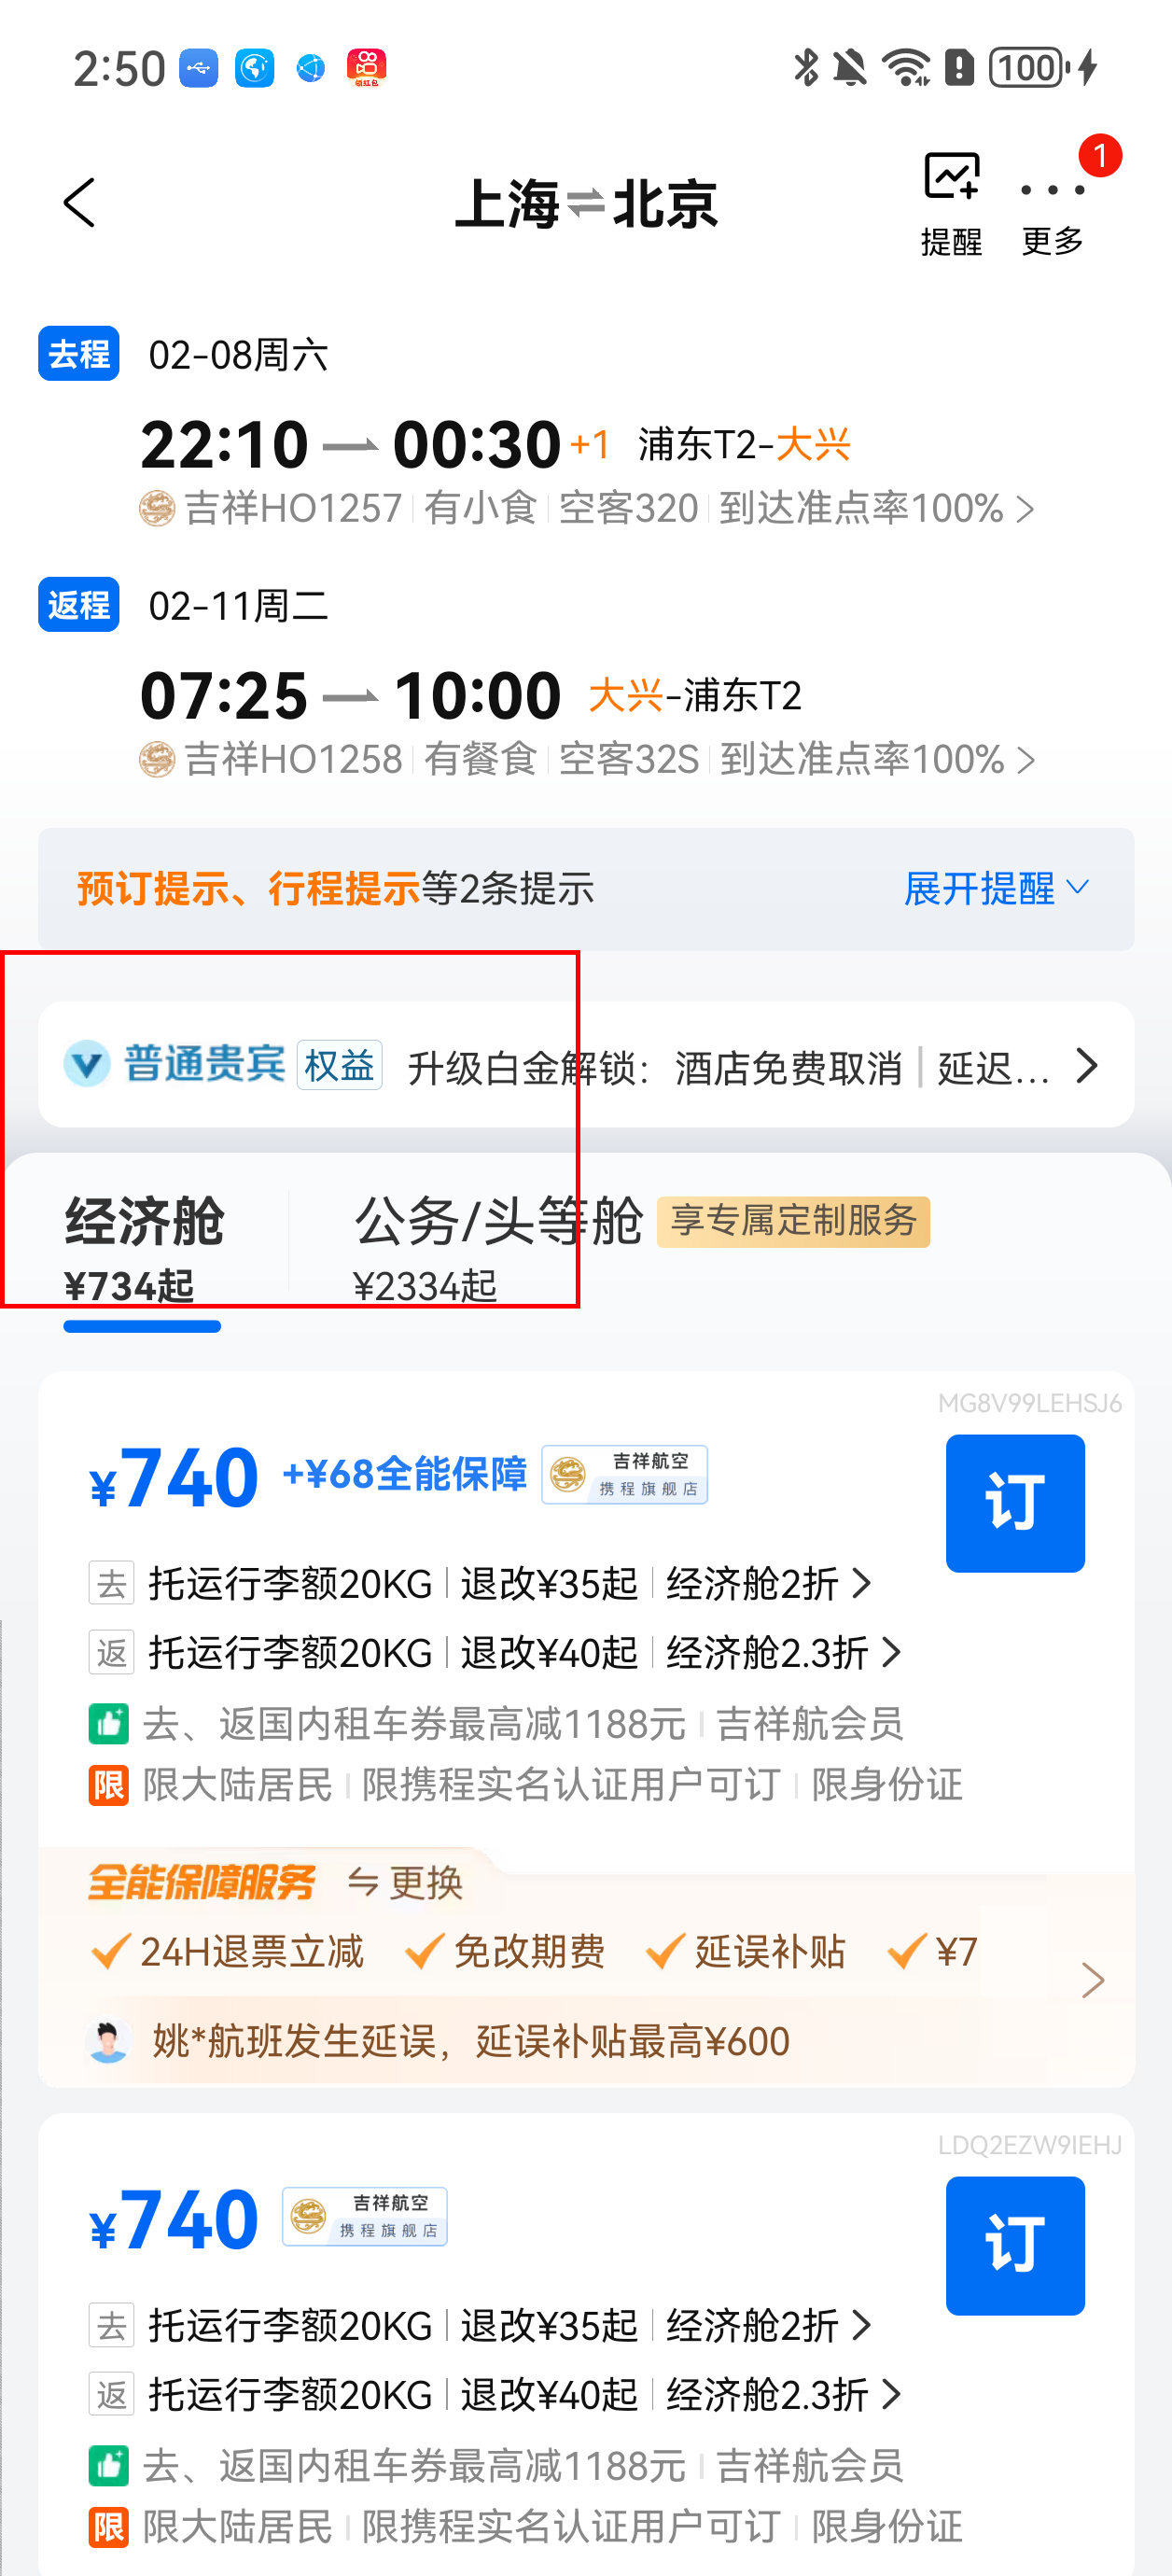 2:50 领红包 100
上海⇌北京 提醒 更多 1
去程 02-08周六
22:10 00:30 +1 浦东T2-大兴
吉祥HO1257 有小食 空客320 到达准点率100%
返程 02-11周二
07:25 10:00 大兴-浦东T2
吉祥HO1258 有餐食 空客32S 到达准点率100%
预订提示、行程提示等2条提示 展开提醒
普通贵宾 权益 升级白金解锁：酒店免费取消 | 延迟...
经济舱 公务/头等舱 享专属定制服务
¥734起 ¥2334起
MG8V99LEHSJ6
¥740 +¥68全能保障 吉祥航空 携程旗舰店 订
去 托运行李额20KG 退改¥35起 经济舱2折
返 托运行李额20KG 退改¥40起 经济舱2.3折
去、返国内租车券最高减1188元 吉祥航会员
限 限大陆居民 限携程实名认证用户可订 限身份证
全能保障服务 更换
24H退票立减 免改期费 延误补贴 ¥7
姚*航班发生延误，延误补贴最高¥600
LDQ2EZW9IEHJ
¥740 吉祥航空 携程旗舰店 订
去 托运行李额20KG 退改¥35起 经济舱2折
返 托运行李额20KG 退改¥40起 经济舱2.3折
去、返国内租车券最高减1188元 吉祥航会员
限 限大陆居民 限携程实名认证用户可订 限身份证